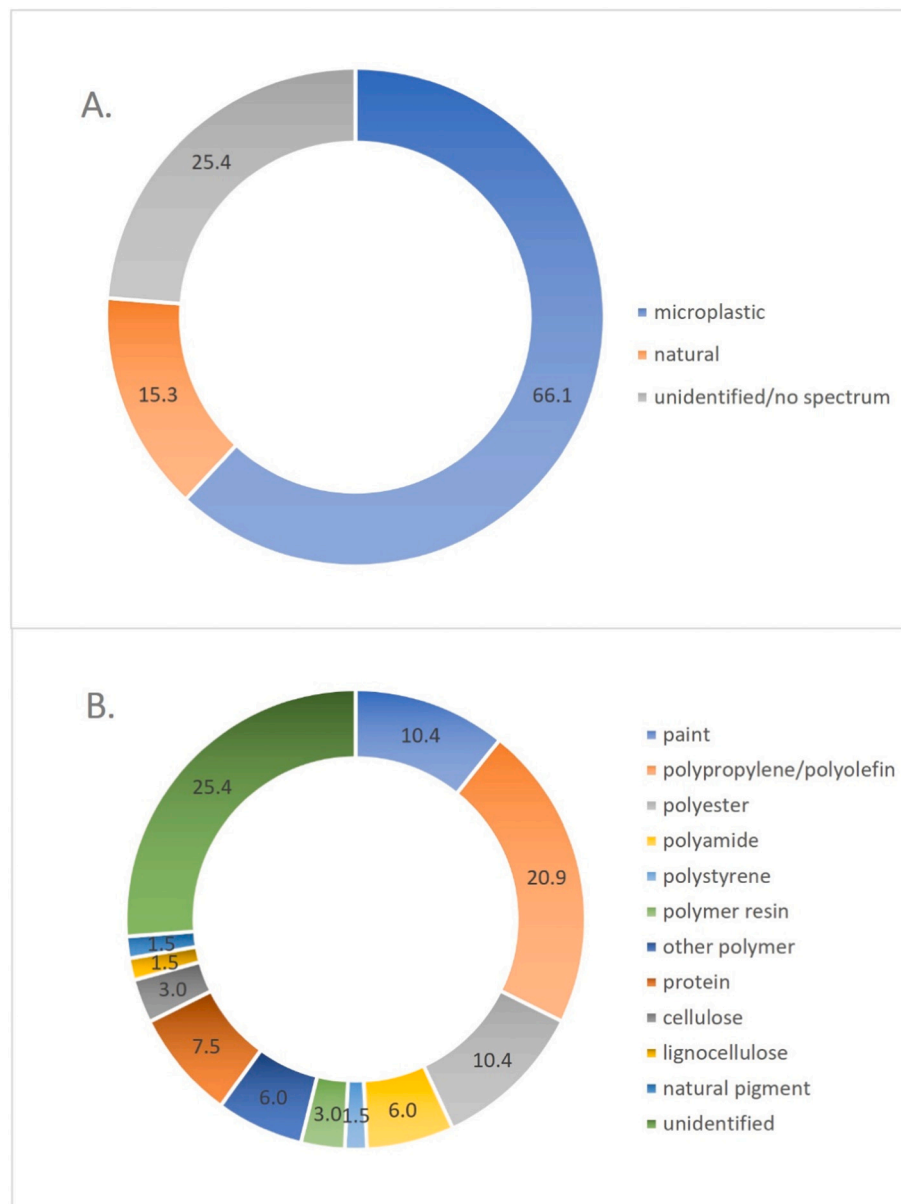 A.
25.4
15.3
66.1
microplastic
natural
unidentified/no spectrum
B.
10.4
20.9
10.4
6.0
1.5
3.0
6.0
7.5
3.0
1.5
1.5
25.4
paint
polypropylene/polyolefin
polyester
polyamide
polystyrene
polymer resin
other polymer
protein
cellulose
lignocellulose
natural pigment
unidentified